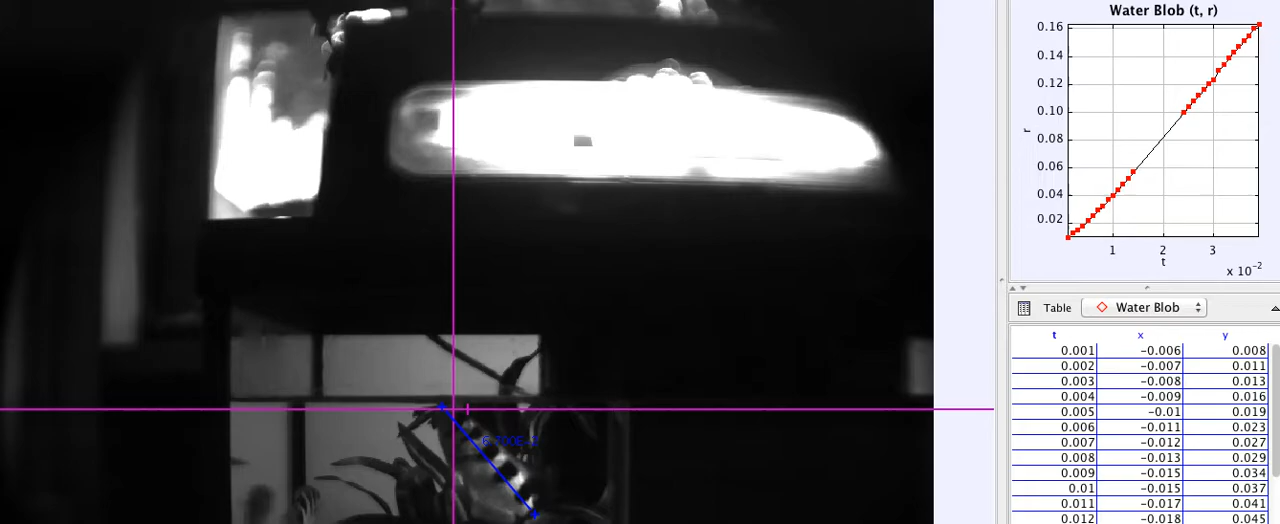 Water Blob (t, r)
0.16
0.14
0.12
0.10
0.08
0.06
0.04
0.02
r
1 2 3
t
x 10⁻²
Table Water Blob
t x y
0.001 -0.006 0.008
0.002 -0.007 0.011
0.003 -0.008 0.013
0.004 -0.009 0.016
0.005 -0.01 0.019
0.006 -0.011 0.023
0.007 -0.012 0.027
0.008 -0.013 0.029
0.009 -0.015 0.034
0.01 -0.015 0.037
0.011 -0.017 0.041
0.012 -0.018 0.045